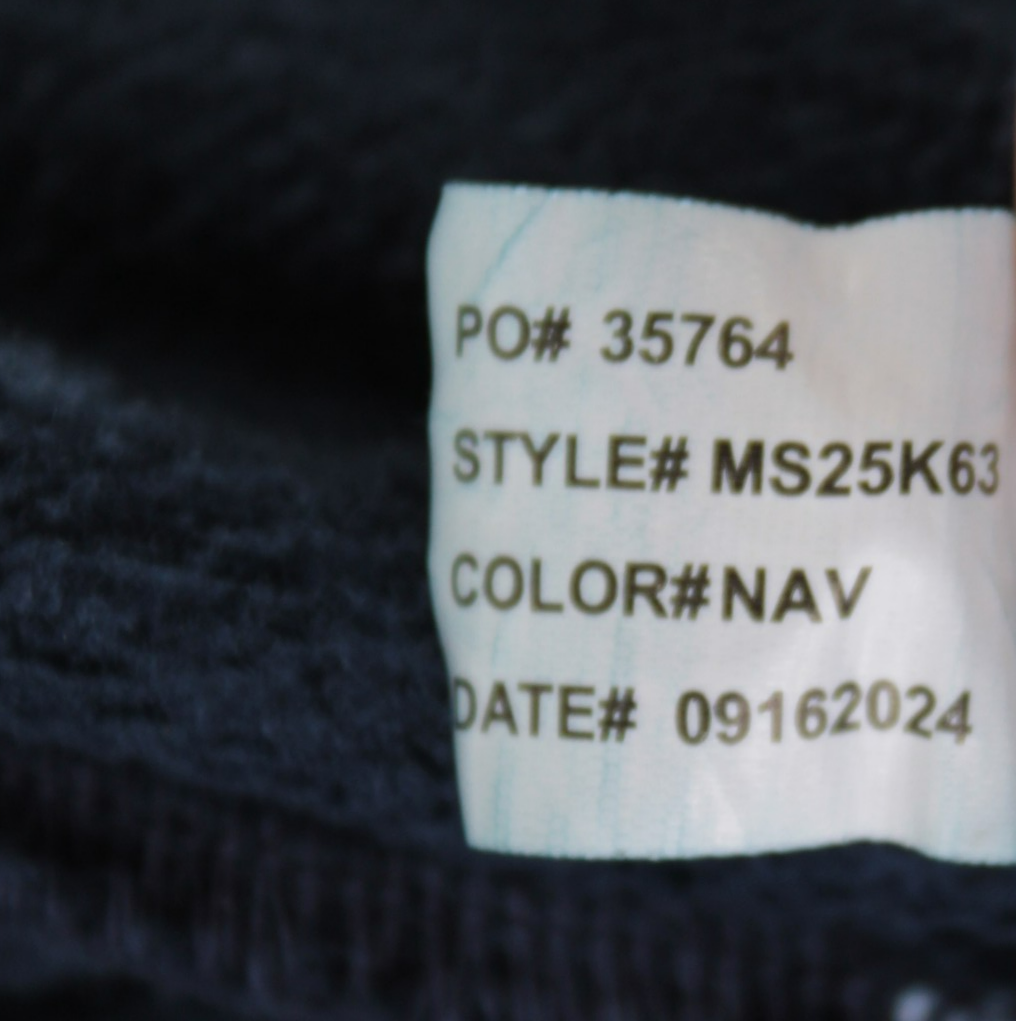 PO# 35764
STYLE# MS25K63
COLOR#NAV
DATE# 09162024